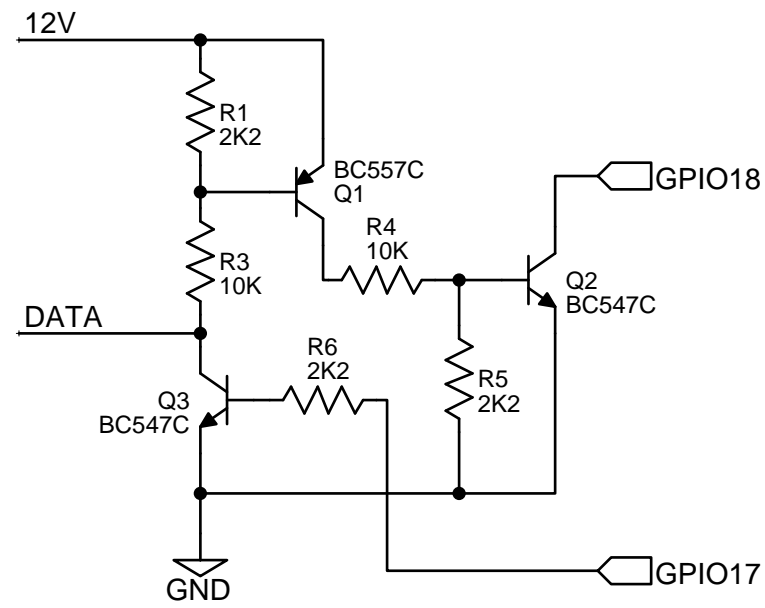 12V
R1
2K2
BC557C
Q1
GPIO18
R4
10K
R3
10K
Q2
BC547C
DATA
R6
2K2
R5
2K2
Q3
BC547C
GPIO17
GND